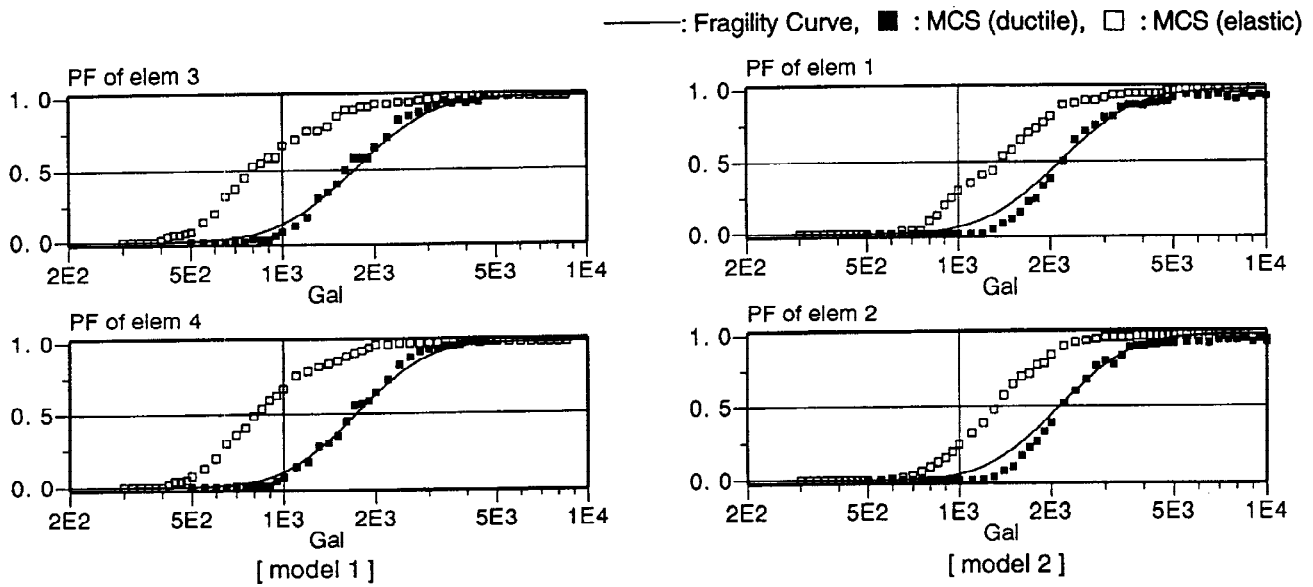 : Fragility Curve, ■ : MCS (ductile), □ : MCS (elastic)
PF of elem 3
1. 0
0. 5
0. 0
2E2 5E2 1E3 2E3 5E3 1E4
Gal
PF of elem 4
1. 0
0. 5
0. 0
2E2 5E2 1E3 2E3 5E3 1E4
Gal
[ model 1 ]
PF of elem 1
1. 0
0. 5
0. 0
2E2 5E2 1E3 2E3 5E3 1E4
Gal
PF of elem 2
1. 0
0. 5
0. 0
2E2 5E2 1E3 2E3 5E3 1E4
Gal
[ model 2 ]